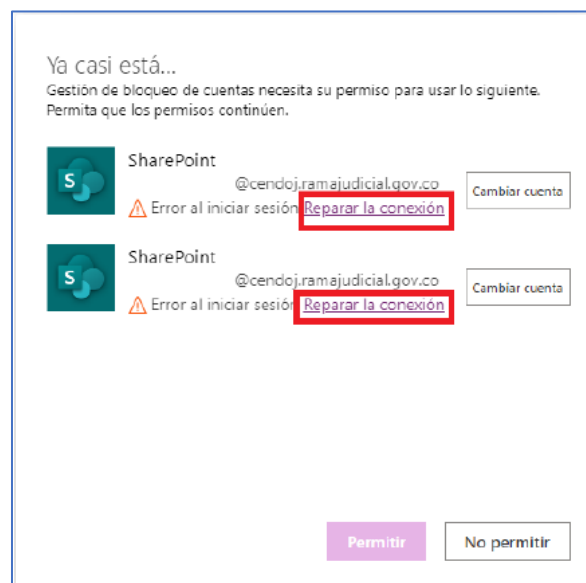 Ya casi está...
Gestión de bloqueo de cuentas necesita su permiso para usar lo siguiente.
Permita que los permisos continúen.
S
SharePoint
@cendoj.ramajudicial.gov.co
Cambiar cuenta
Error al iniciar sesión Reparar la conexión
S
SharePoint
@cendoj.ramajudicial.gov.co
Cambiar cuenta
Error al iniciar sesión Reparar la conexión
Permitir
No permitir